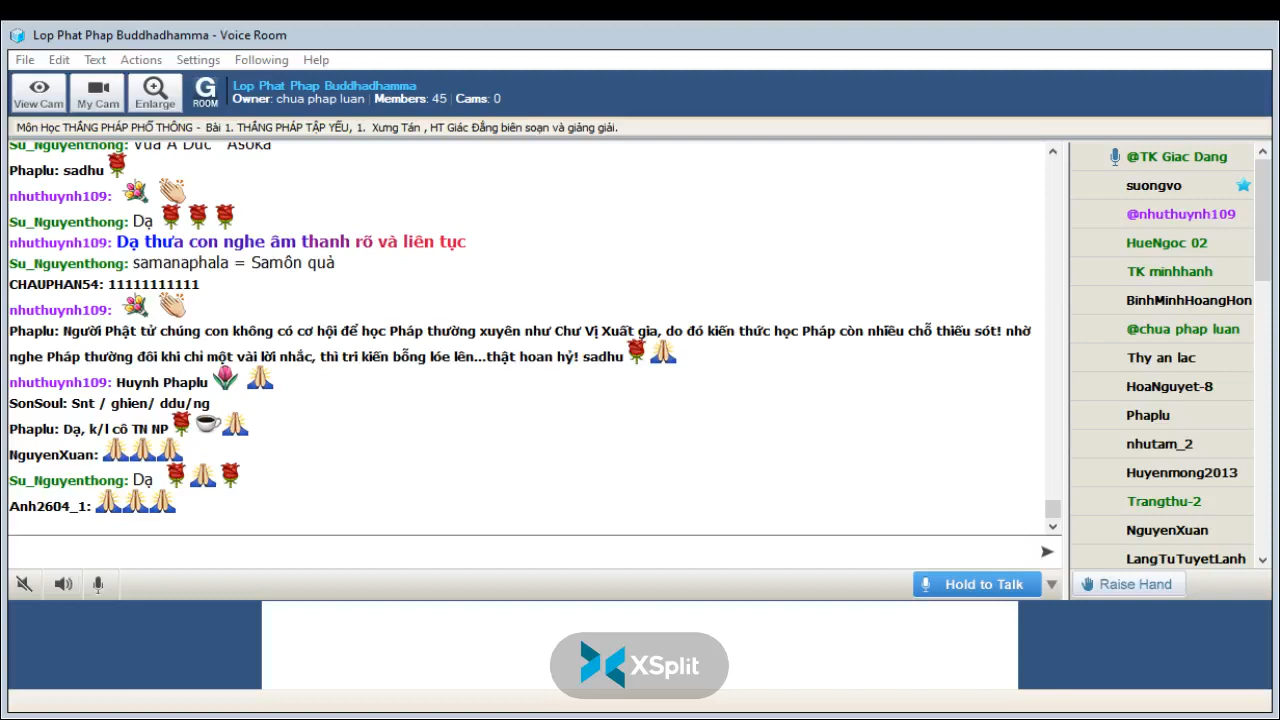 Lop Phat Phap Buddhadhamma - Voice Room
File Edit Text Actions Settings Following Help
View Cam My Cam Enlarge G ROOM
Lop Phat Phap Buddhadhamma
Owner: chua phap luan | Members: 45 | Cams: 0
Môn Học THẮNG PHÁP PHỔ THÔNG - Bài 1. THẮNG PHÁP TẬP YẾU, 1. Xưng Tán , HT Giác Đẳng biên soạn và giảng giải.
Su_Nguyenthong: Vua A Dục Asoka
Phaplu: sadhu
nhuthuynh109:
Su_Nguyenthong: Dạ
nhuthuynh109: Dạ thưa con nghe âm thanh rõ và liên tục
Su_Nguyenthong: samanaphala = Samôn quả
CHAUPHAN54: 11111111111
nhuthuynh109:
Phaplu: Người Phật tử chúng con không có cơ hội để học Pháp thường xuyên như Chư Vị Xuất gia, do đó kiến thức học Pháp còn nhiều chỗ thiếu sót! nhờ
nghe Pháp thường đôi khi chỉ một vài lời nhắc, thì tri kiến bỗng lóe lên...thật hoan hỷ! sadhu
nhuthuynh109: Huynh Phaplu
SonSoul: Snt / ghien/ ddu/ng
Phaplu: Dạ, k/l cô TN NP
NguyenXuan:
Su_Nguyenthong: Dạ
Anh2604_1:
@TK Giac Dang
suongvo
@nhuthuynh109
HueNgoc 02
TK minhhanh
BinhMinhHoangHon
@chua phap luan
Thy an lac
HoaNguyet-8
Phaplu
nhutam_2
Huyenmong2013
Trangthu-2
NguyenXuan
LangTuTuyetLanh
Hold to Talk
Raise Hand
XSplit